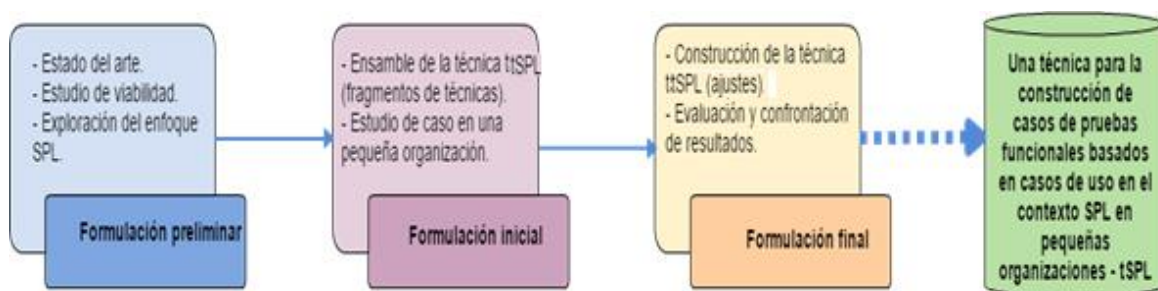 - Estado del arte.
- Estudio de viabilidad.
- Exploración del enfoque
SPL.
Formulación preliminar
- Ensamble de la técnica ttSPL
(fragmentos de técnicas).
- Estudio de caso en una
pequeña organización.
Formulación inicial
- Construcción de la técnica
ttSPL (ajustes).
- Evaluación y confrontación
de resultados.
Formulación final
Una técnica para la
construcción de
casos de pruebas
funcionales basados
en casos de uso en el
contexto SPL en
pequeñas
organizaciones - tSPL